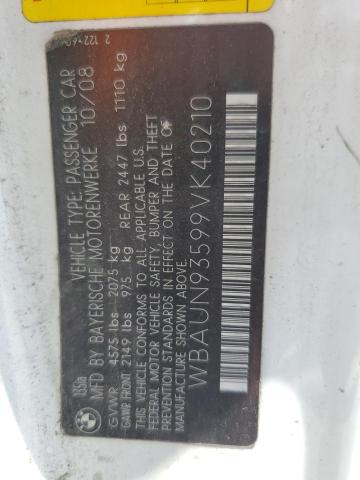 VEHICLE TYPE: PASSENGER CAR
MFD BY BAYERISCHE MOTORENWERKE 10/08
GVWR 4575 lbs 2075 kg
GAWR FRONT 2149 lbs 975 kg REAR 2447 lbs 1110 kg
THIS VEHICLE CONFORMS TO ALL APPLICABLE U.S.
FEDERAL MOTOR VEHICLE SAFETY, BUMPER AND THEFT
PREVENTION STANDARDS IN EFFECT ON THE DATE OF
MANUFACTURE SHOWN ABOVE.
WBAUN93599VK40210